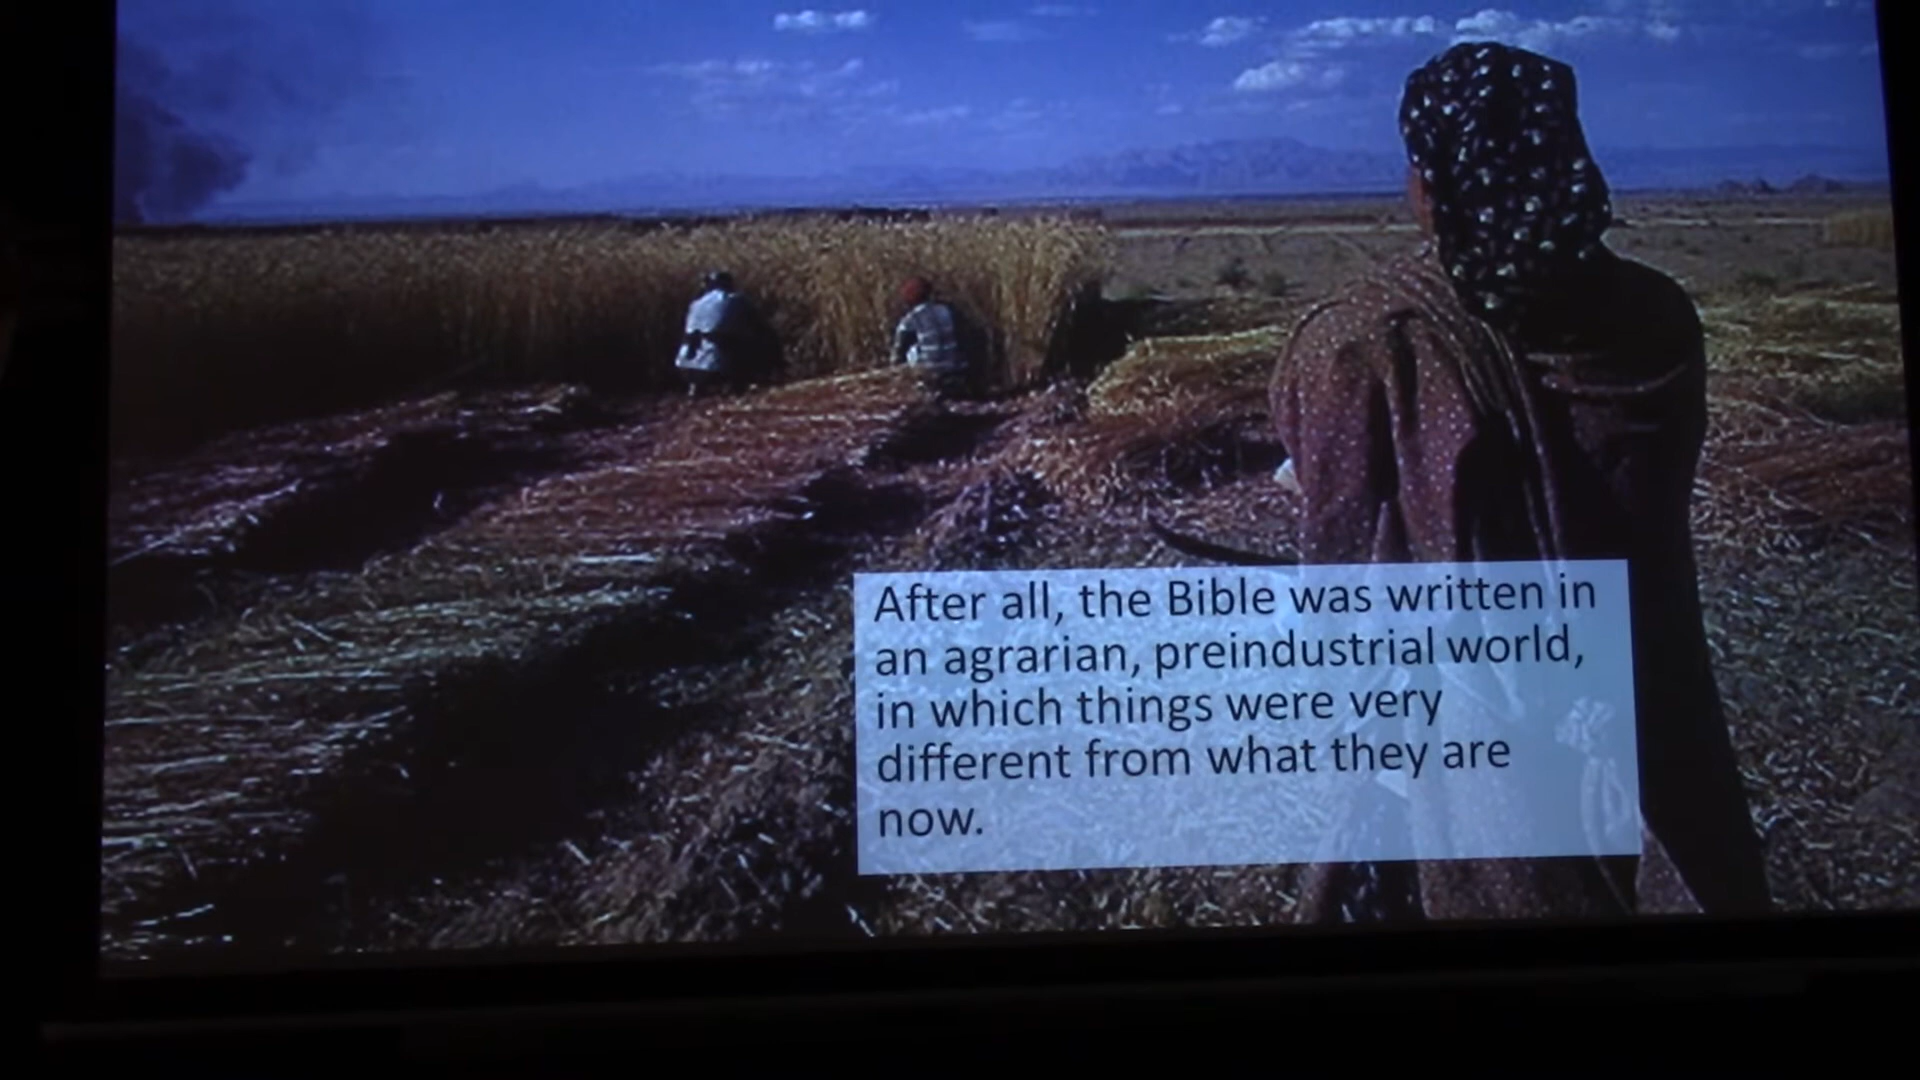 After all, the Bible was written in
an agrarian, preindustrial world,
in which things were very
different from what they are
now.